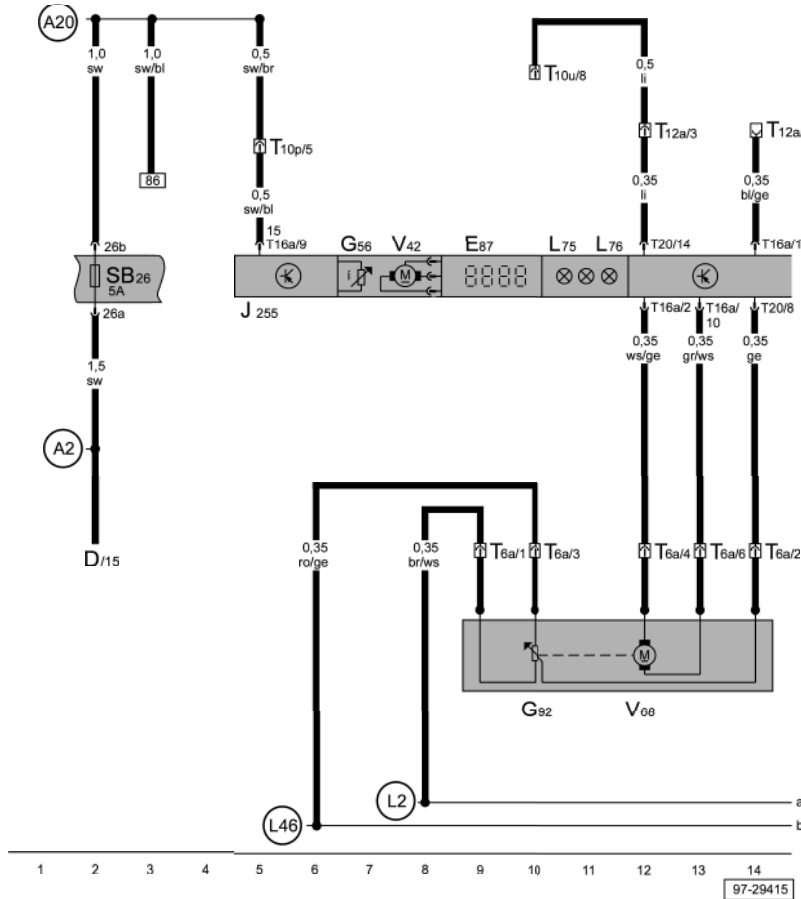 A20
1,0 1,0 0,5 0,5
sw sw/bl sw/br li
T10u/8
T10p/5 T12a/3 T12a/
86
0,5 0,35 0,35
sw/bl li bl/ge
26b 15
T16a/9 G56 V42 E87 L75 L76 T20/14 T16a/1
SB26
5A
i M
26a J 255 T16a/2 T16a/ T20/8
10
1,5 0,35 0,35 0,35
sw ws/ge gr/ws ge
A2
D/15
0,35 0,35 T6a/1 T6a/3 T6a/4 T6a/6 T6a/2
ro/ge br/ws
M
G92 V68
L2 a
L46 b
1 2 3 4 5 6 7 8 9 10 11 12 13 14
97-29415